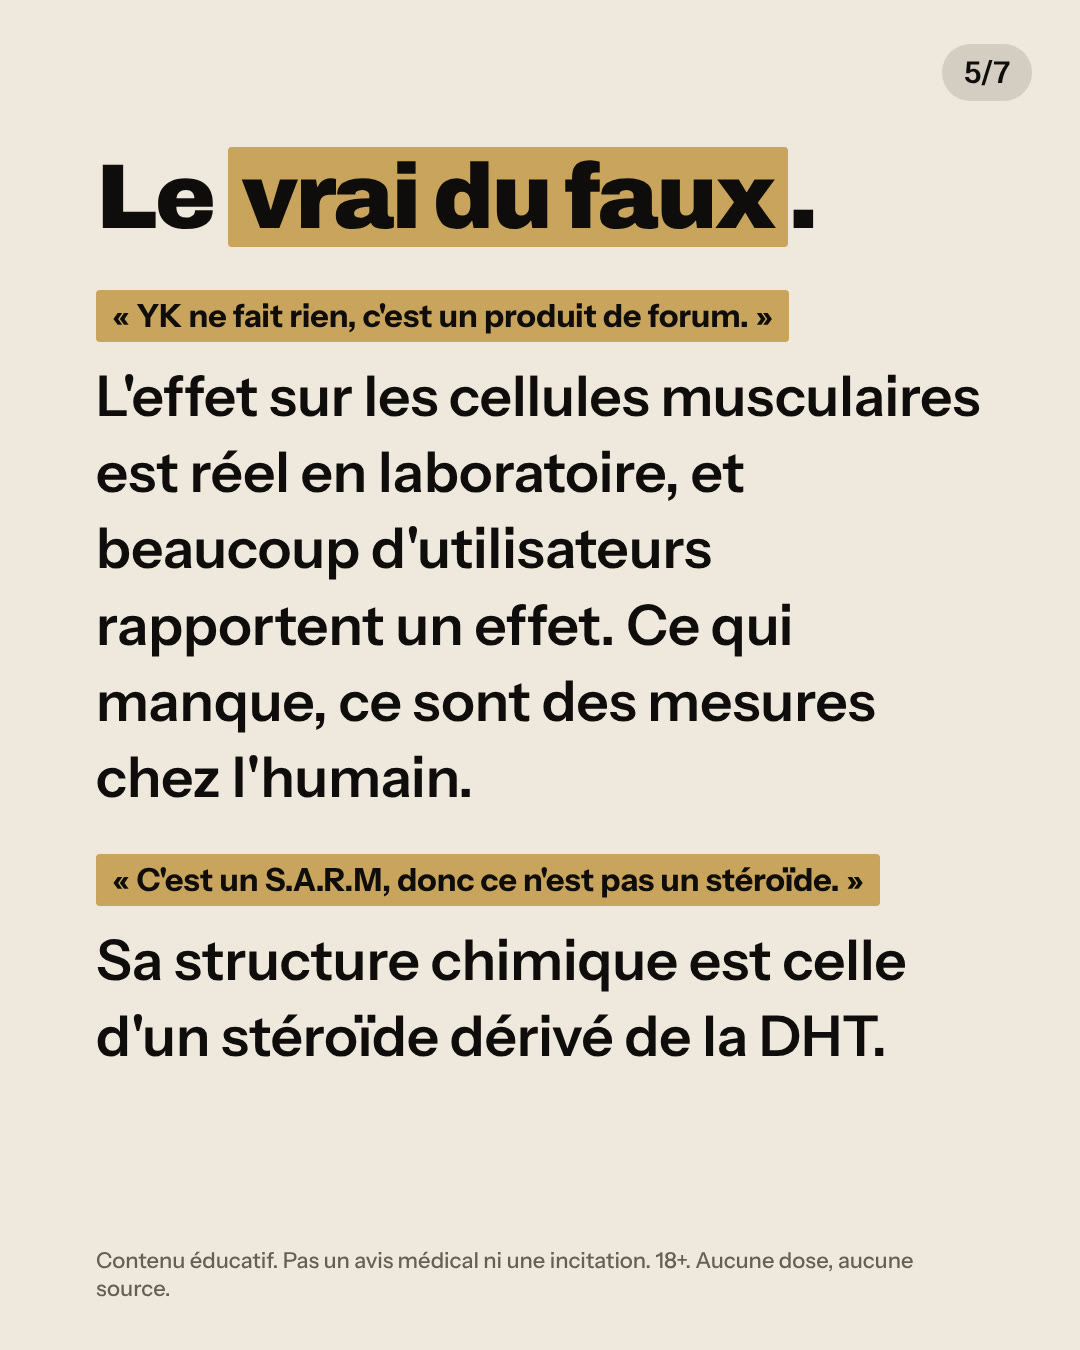 5/7
Le vrai du faux.
« YK ne fait rien, c'est un produit de forum. »
L'effet sur les cellules musculaires
est réel en laboratoire, et
beaucoup d'utilisateurs
rapportent un effet. Ce qui
manque, ce sont des mesures
chez l'humain.
« C'est un S.A.R.M, donc ce n'est pas un stéroïde. »
Sa structure chimique est celle
d'un stéroïde dérivé de la DHT.
Contenu éducatif. Pas un avis médical ni une incitation. 18+. Aucune dose, aucune
source.